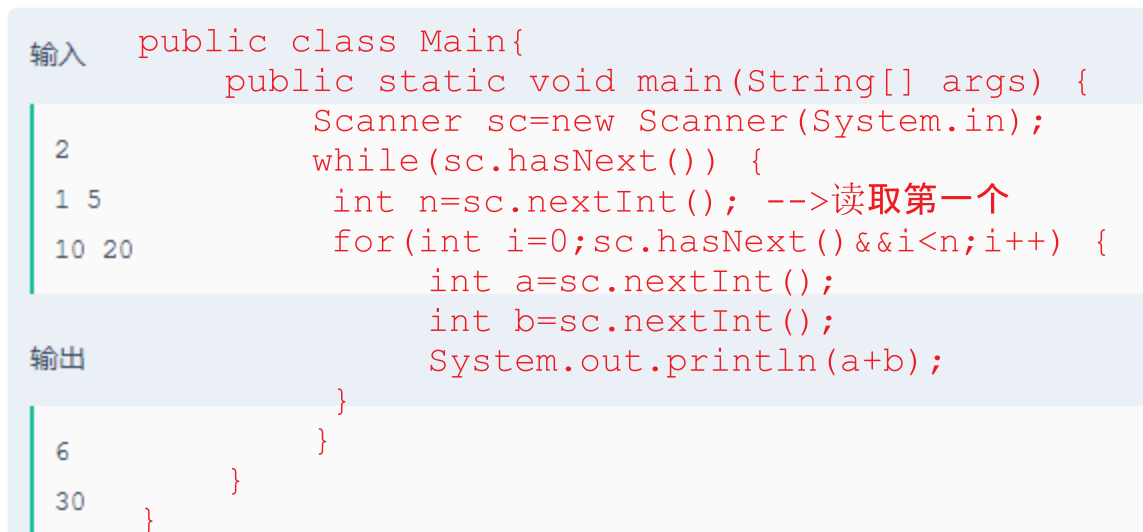 输入
public class Main{
public static void main(String[] args) {
Scanner sc=new Scanner(System.in);
2
while(sc.hasNext()) {
1 5
int n=sc.nextInt(); -->读取第一个
10 20
for(int i=0;sc.hasNext()&&i<n;i++) {
int a=sc.nextInt();
int b=sc.nextInt();
输出
System.out.println(a+b);
}
}
6
}
30
}